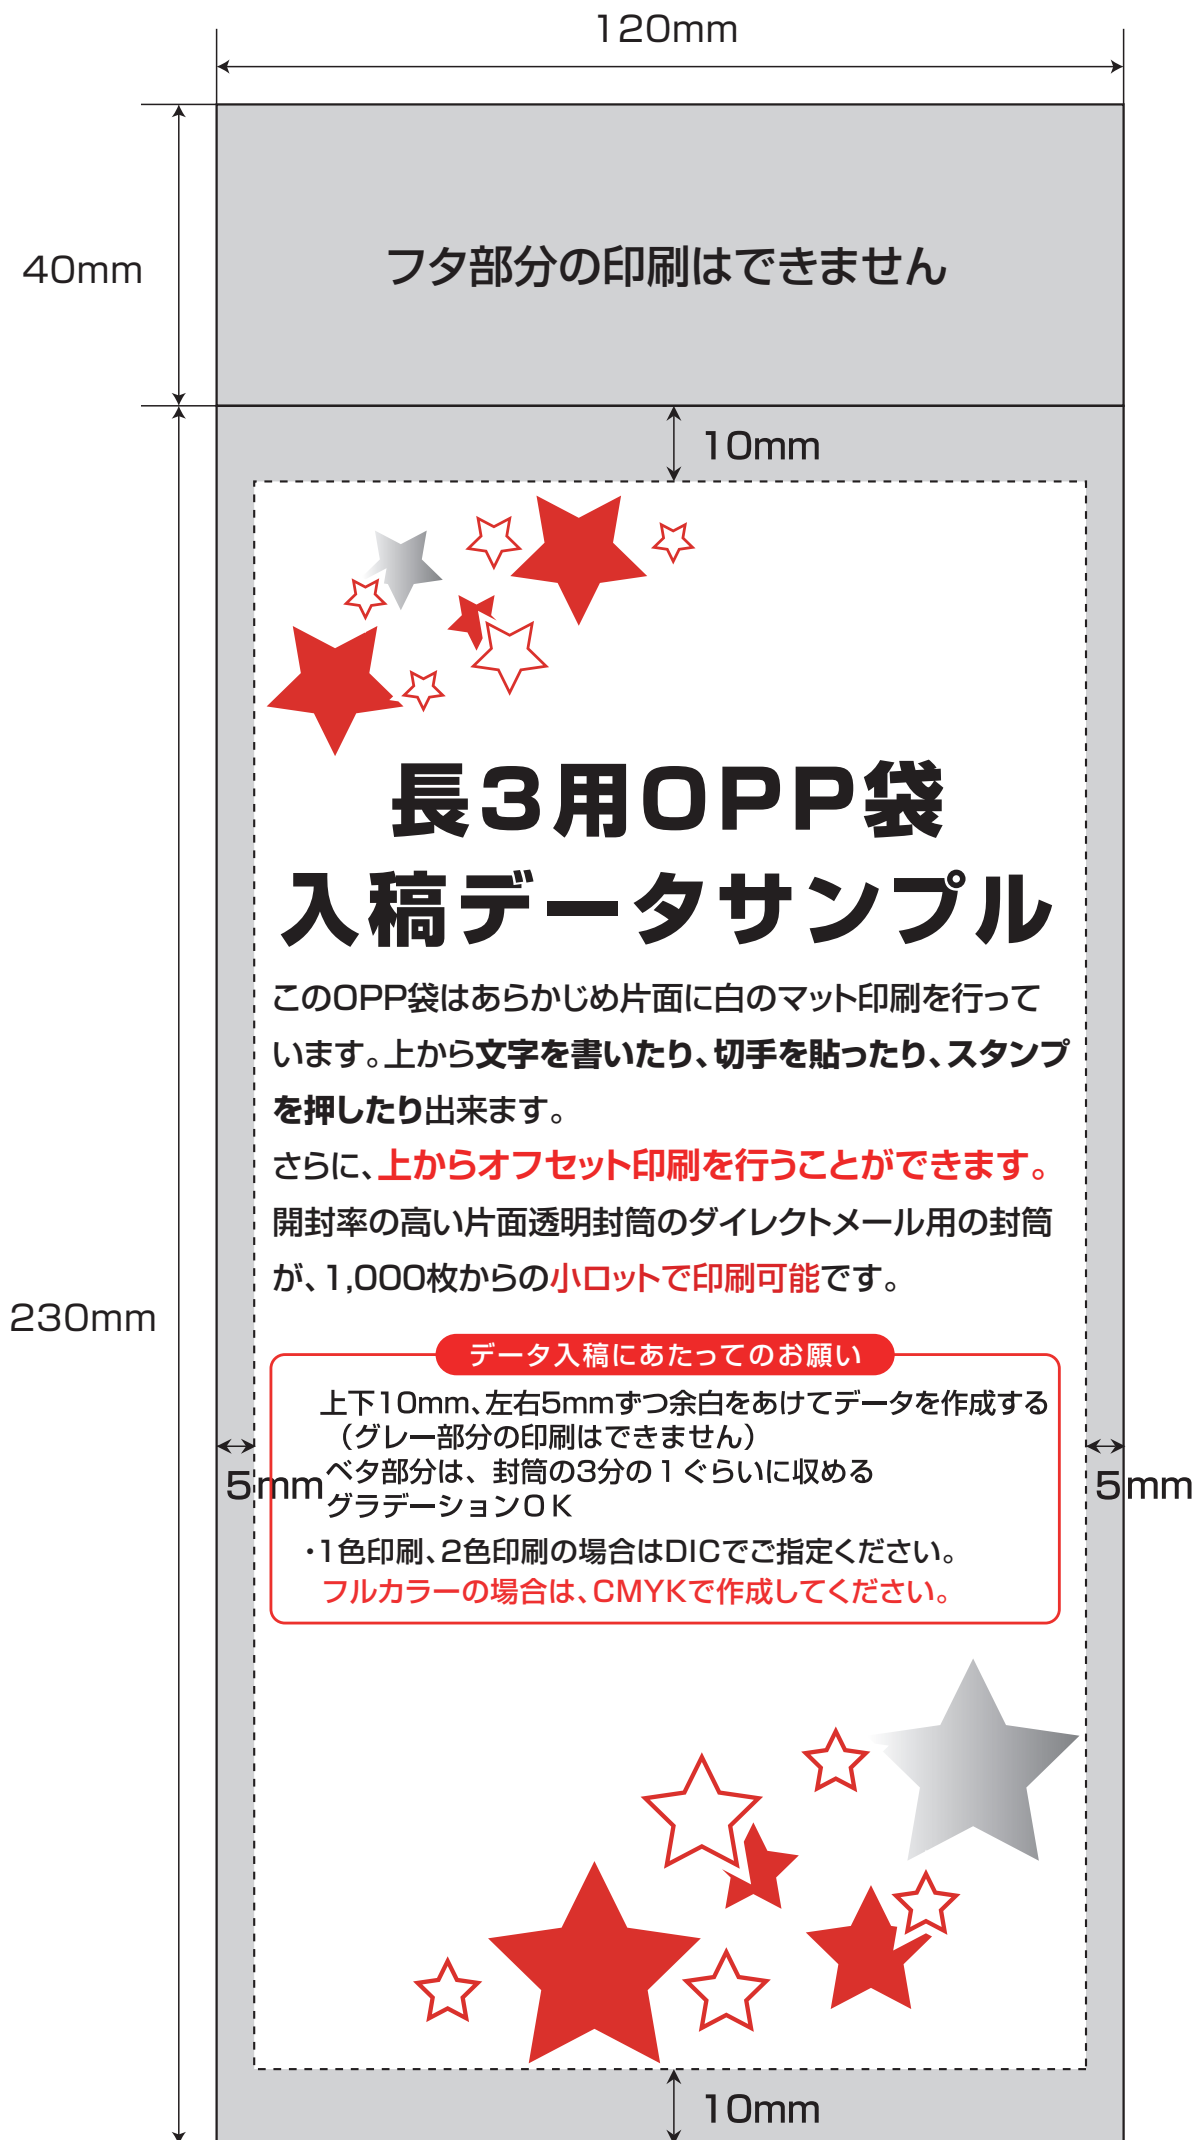 120mm
40mm
フタ部分の印刷はできません
10mm
長3用OPP袋
入稿データサンプル
このOPP袋はあらかじめ片面に白のマット印刷を行って
います。上から文字を書いたり、切手を貼ったり、スタンプ
を押したり出来ます。
さらに、上からオフセット印刷を行うことができます。
開封率の高い片面透明封筒のダイレクトメール用の封筒
が、1,000枚からの小ロットで印刷可能です。
230mm
データ入稿にあたってのお願い
上下10mm、左右5mmずつ余白をあけてデータを作成する
（グレー部分の印刷はできません）
ベタ部分は、封筒の3分の１ぐらいに収める
5mm
5mm
グラデーションＯＫ
・1色印刷、2色印刷の場合はDICでご指定ください。
フルカラーの場合は、CMYKで作成してください。
10mm